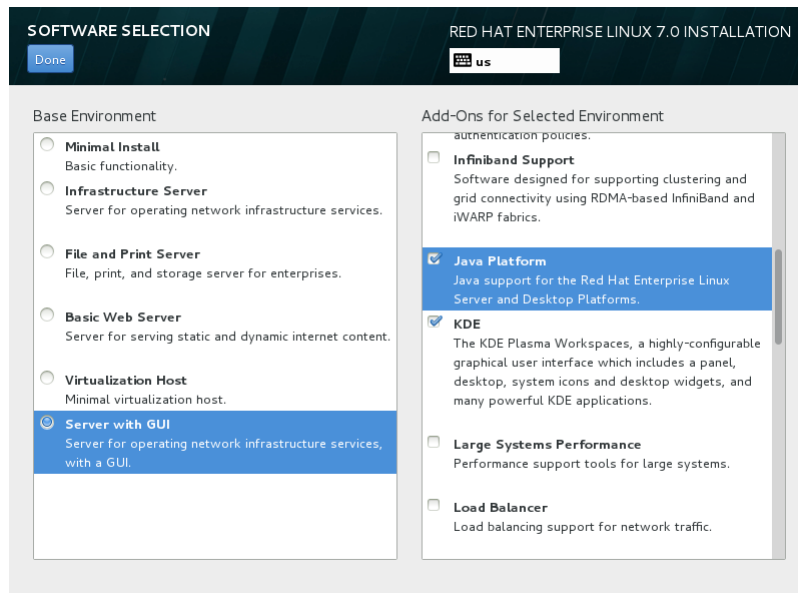 SOFTWARE SELECTION
RED HAT ENTERPRISE LINUX 7.0 INSTALLATION
Done
us
Base Environment
Minimal Install
Basic functionality.
Infrastructure Server
Server for operating network infrastructure services.
File and Print Server
File, print, and storage server for enterprises.
Basic Web Server
Server for serving static and dynamic internet content.
Virtualization Host
Minimal virtualization host.
Server with GUI
Server for operating network infrastructure services,
with a GUI.
Add-Ons for Selected Environment
authentication policies.
Infiniband Support
Software designed for supporting clustering and
grid connectivity using RDMA-based InfiniBand and
iWARP fabrics.
Java Platform
Java support for the Red Hat Enterprise Linux
Server and Desktop Platforms.
KDE
The KDE Plasma Workspaces, a highly-configurable
graphical user interface which includes a panel,
desktop, system icons and desktop widgets, and
many powerful KDE applications.
Large Systems Performance
Performance support tools for large systems.
Load Balancer
Load balancing support for network traffic.